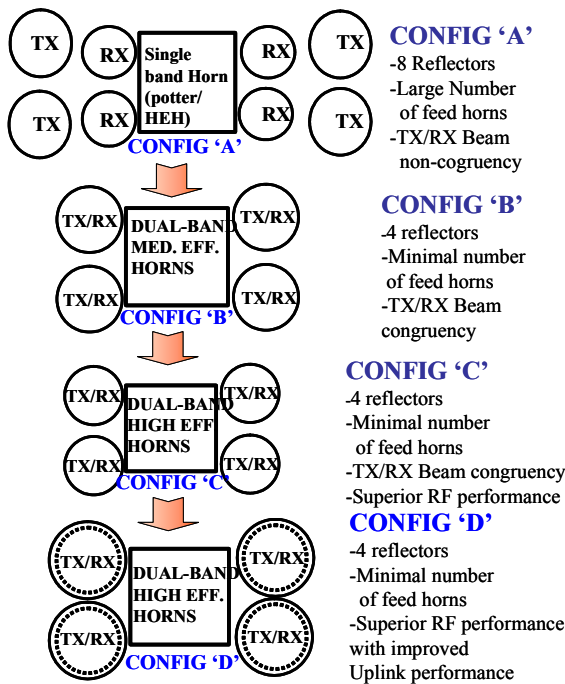 TX
RX
RX
TX
TX
RX
RX
TX
Single
band Horn
(potter/
HEH)
CONFIG 'A'
CONFIG 'A'
-8 Reflectors
-Large Number
of feed horns
-TX/RX Beam
non-cogruency
TX/RX
TX/RX
TX/RX
TX/RX
DUAL-BAND
MED. EFF.
HORNS
CONFIG 'B'
CONFIG 'B'
-4 reflectors
-Minimal number
of feed horns
-TX/RX Beam
congruency
TX/RX
TX/RX
TX/RX
TX/RX
DUAL-BAND
HIGH EFF
HORNS
CONFIG 'C'
CONFIG 'C'
-4 reflectors
-Minimal number
of feed horns
-TX/RX Beam congruency
-Superior RF performance
TX/RX
TX/RX
TX/RX
TX/RX
DUAL-BAND
HIGH EFF.
HORNS
CONFIG 'D'
CONFIG 'D'
-4 reflectors
-Minimal number
of feed horns
-Superior RF performance
with improved
Uplink performance